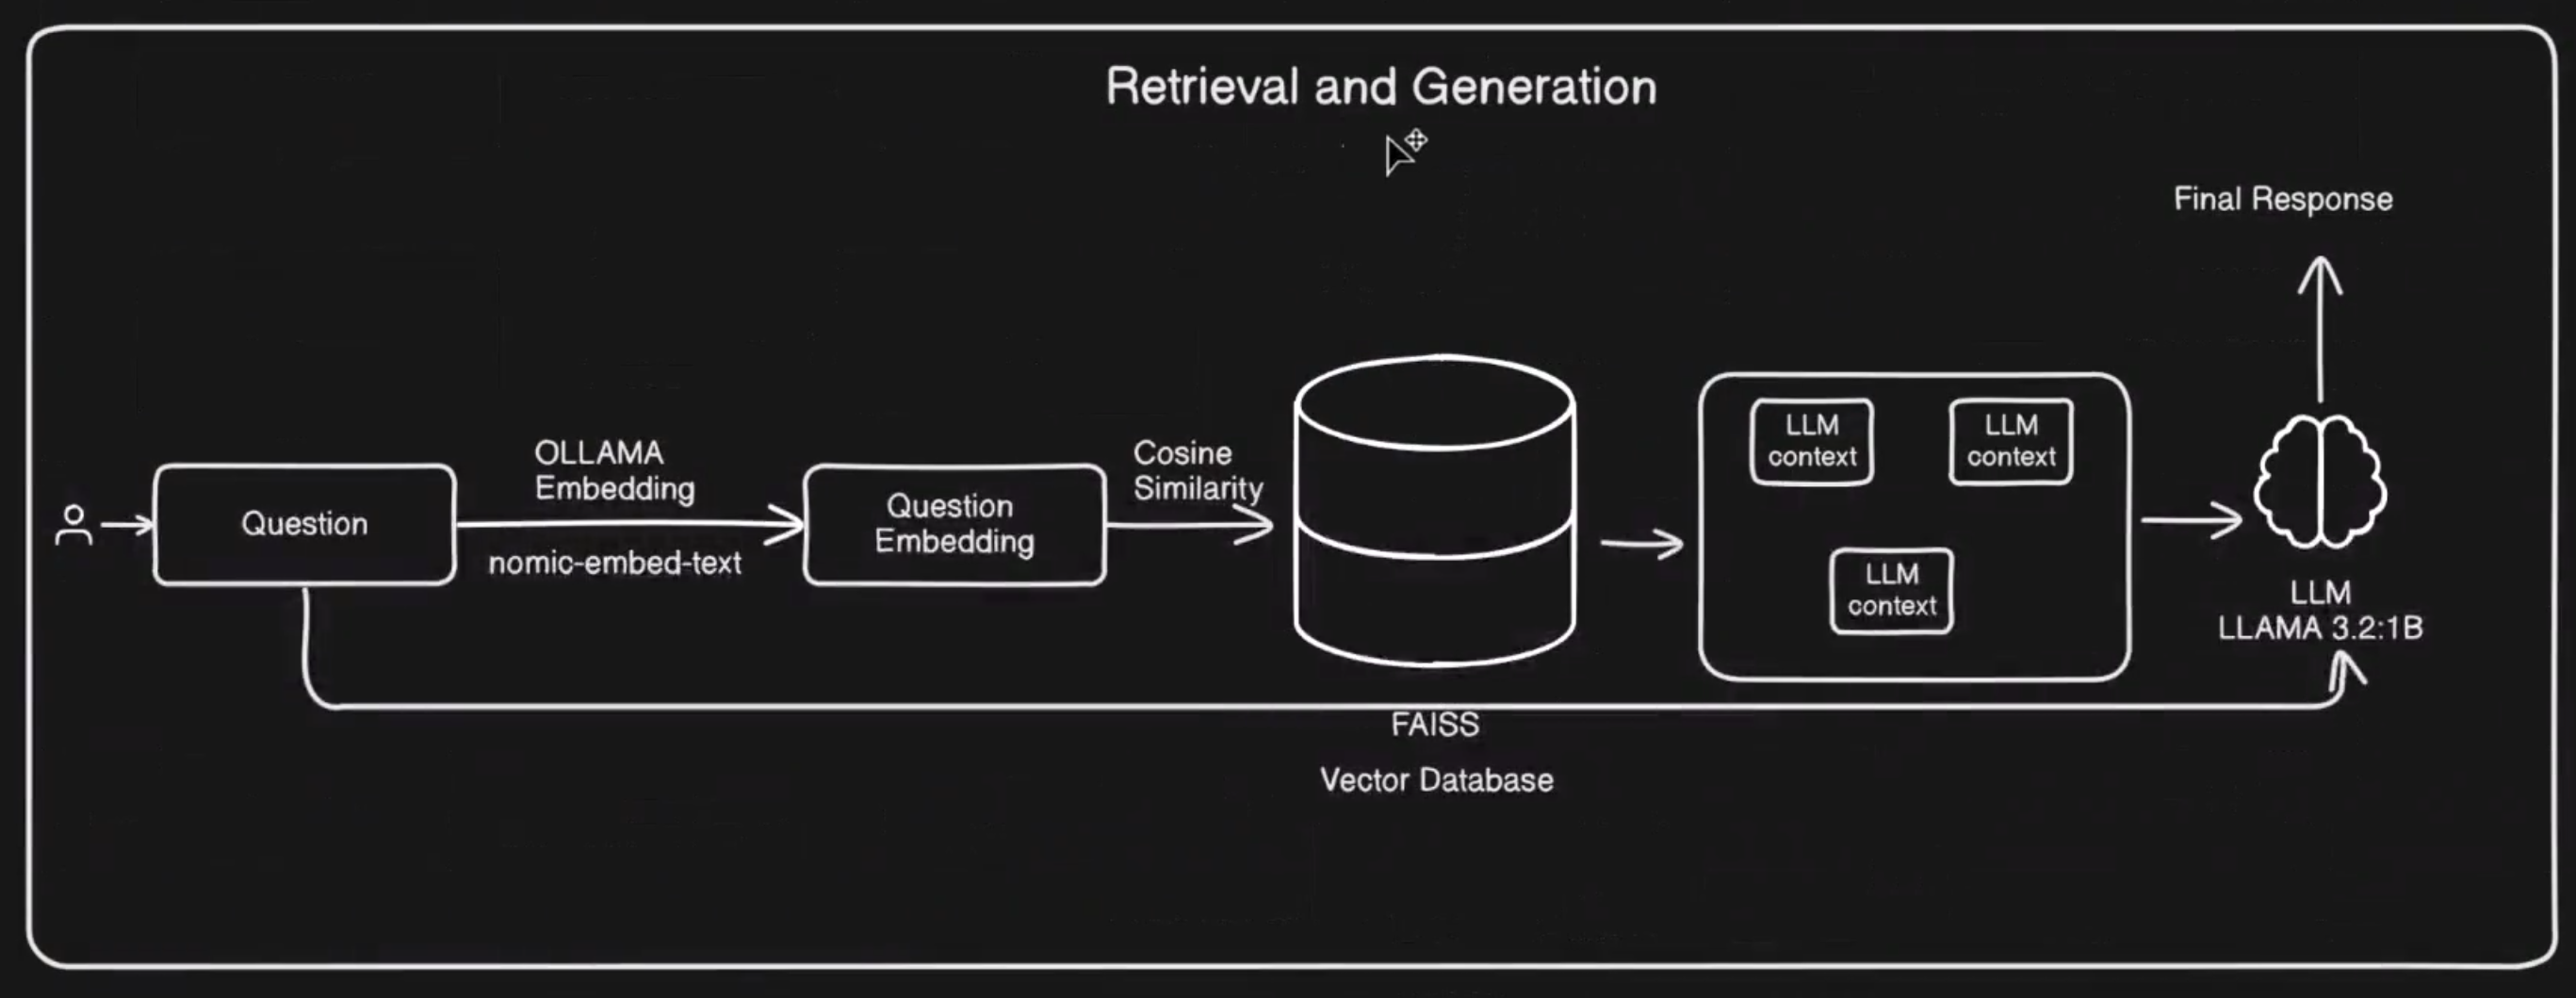 Retrieval and Generation
Final Response
Question
OLLAMA
Embedding
nomic-embed-text
Question
Embedding
Cosine
Similarity
LLM
context
LLM
context
LLM
context
LLM
LLAMA 3.2:1B
FAISS
Vector Database